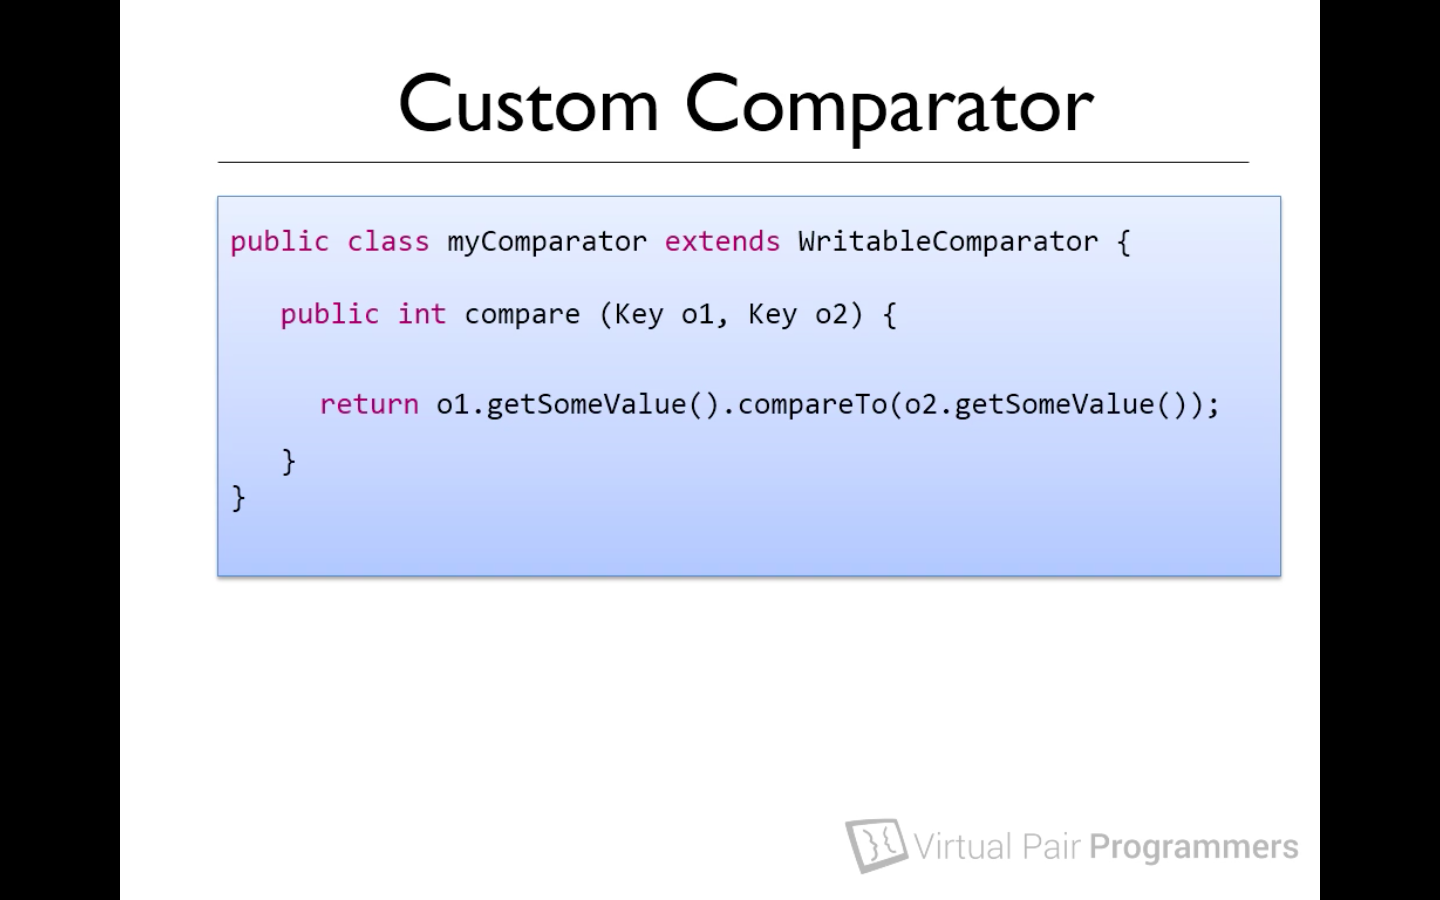 Custom Comparator
public class myComparator extends WritableComparator {
public int compare (Key o1, Key o2) {
return o1.getSomeValue().compareTo(o2.getSomeValue());
}
}
Virtual Pair Programmers